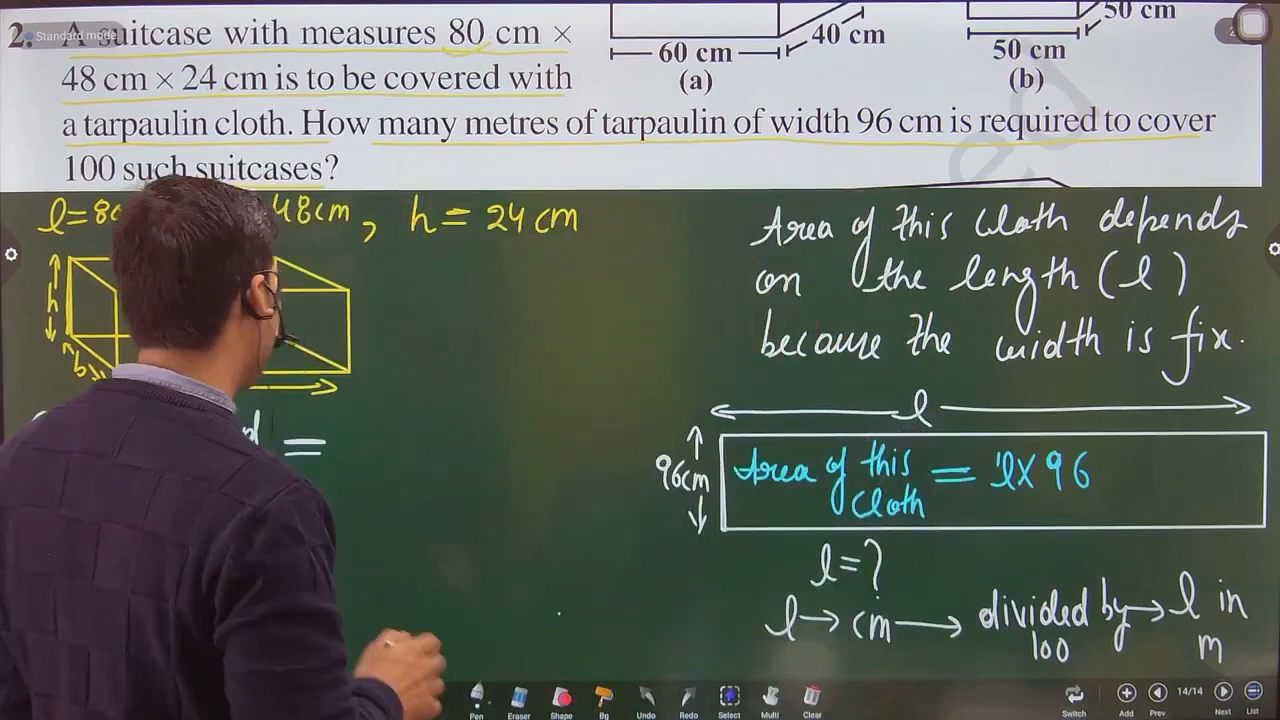 Standard mode
2. A suitcase with measures 80 cm ×
48 cm × 24 cm is to be covered with
a tarpaulin cloth. How many metres of tarpaulin of width 96 cm is required to cover
100 such suitcases?
60 cm
40 cm
(a)
50 cm
50 cm
(b)
l=80
48cm, h = 24 cm
h
b
=
Area of this Cloth depends
on the length (l)
because the width is fix.
l
96cm
Area of this
Cloth
= l×96
l=?
l→ cm → divided by → l in
100
m
Pen
Eraser
Shape
Bg
Undo
Redo
Select
Multi
Clear
Switch
Add
Prev
14/14
Next
List